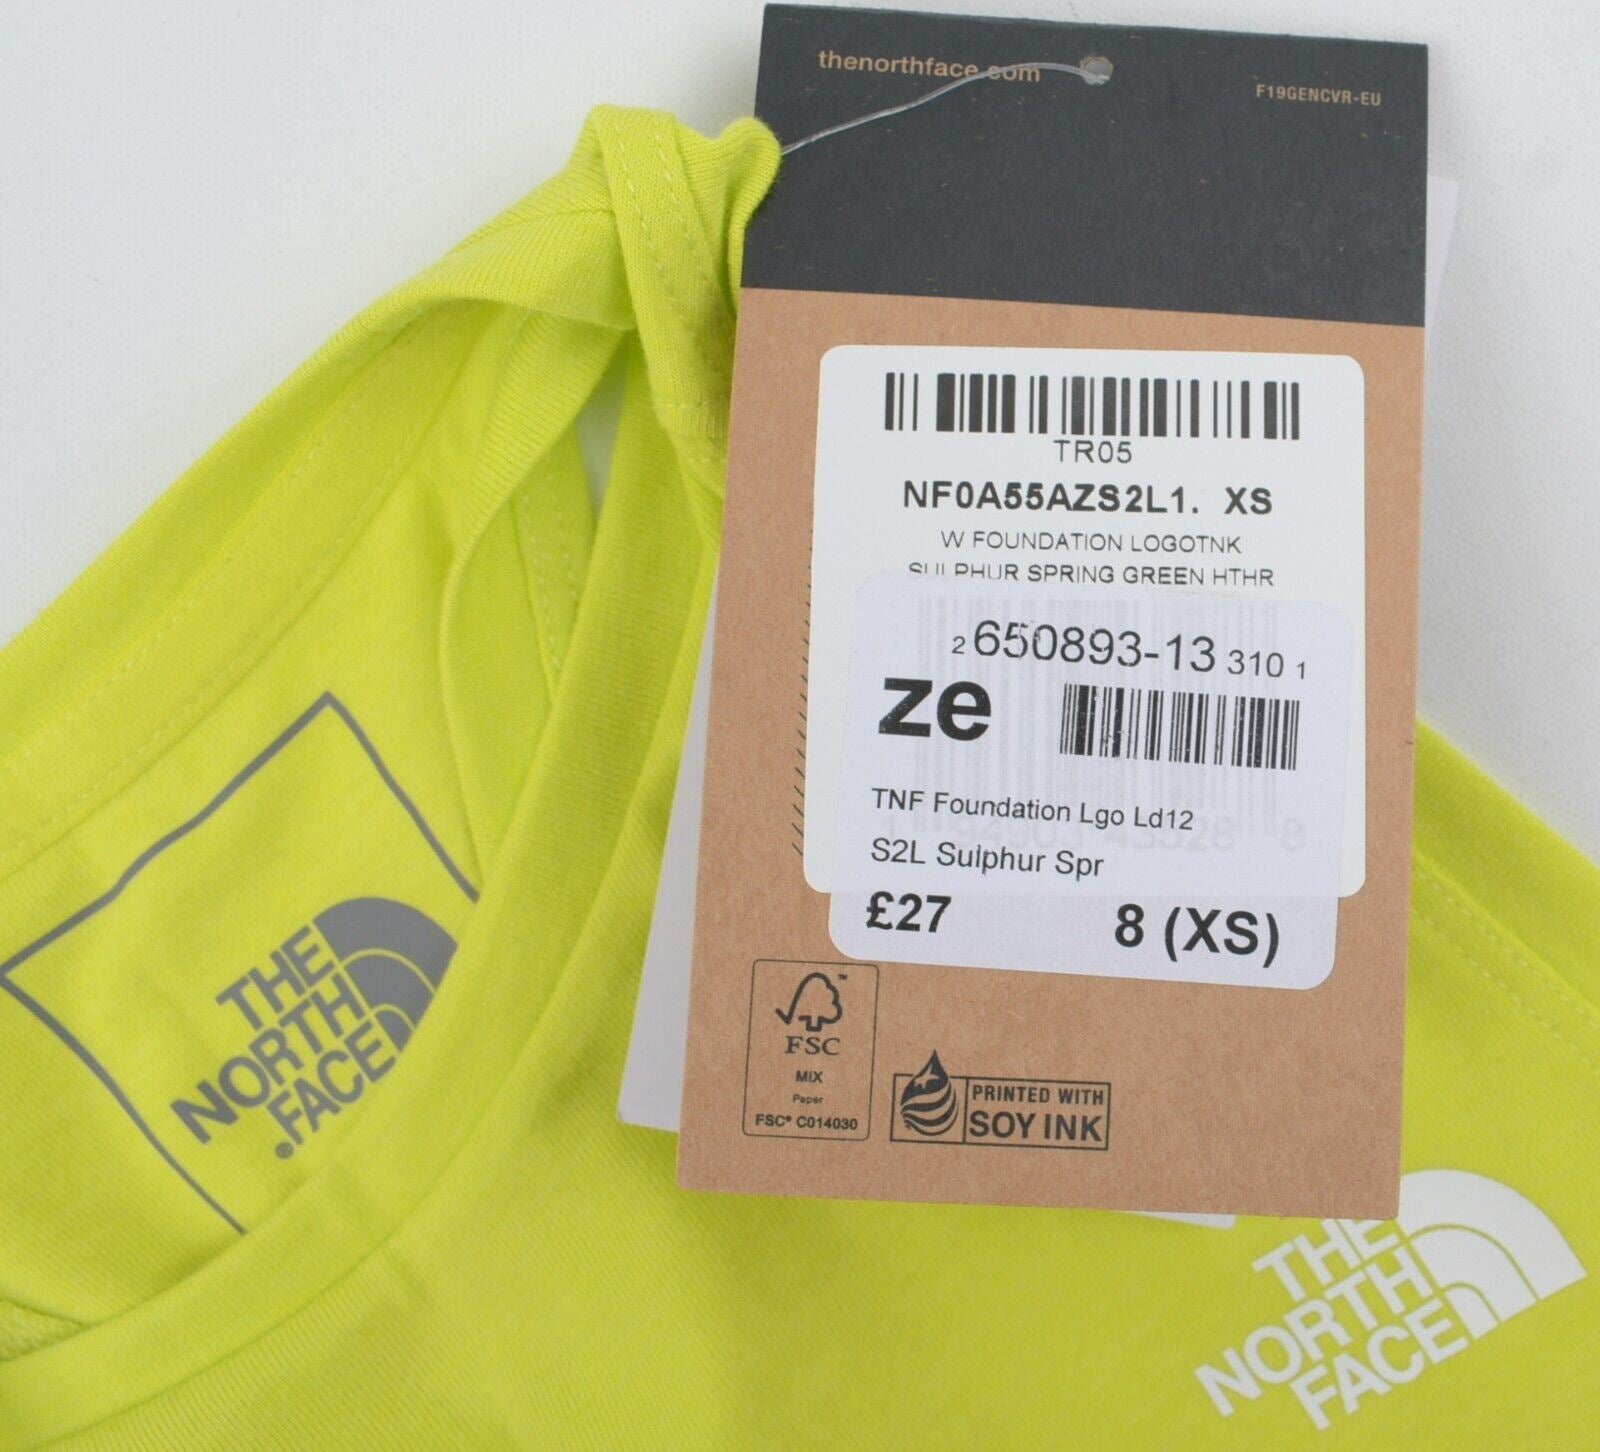 thenorthface.com
F19GENCVR-EU
TR05
NF0A55AZS2L1. XS
W FOUNDATION LOGOTNK
SULPHUR SPRING GREEN HTHR
2 650893-13 310 1
ze
TNF Foundation Lgo Ld12
S2L Sulphur Spr
£27 8 (XS)
FSC
MIX
Paper
FSC® C014030
PRINTED WITH
SOY INK
THE
NORTH
FACE
®
THE
NORTH
FACE